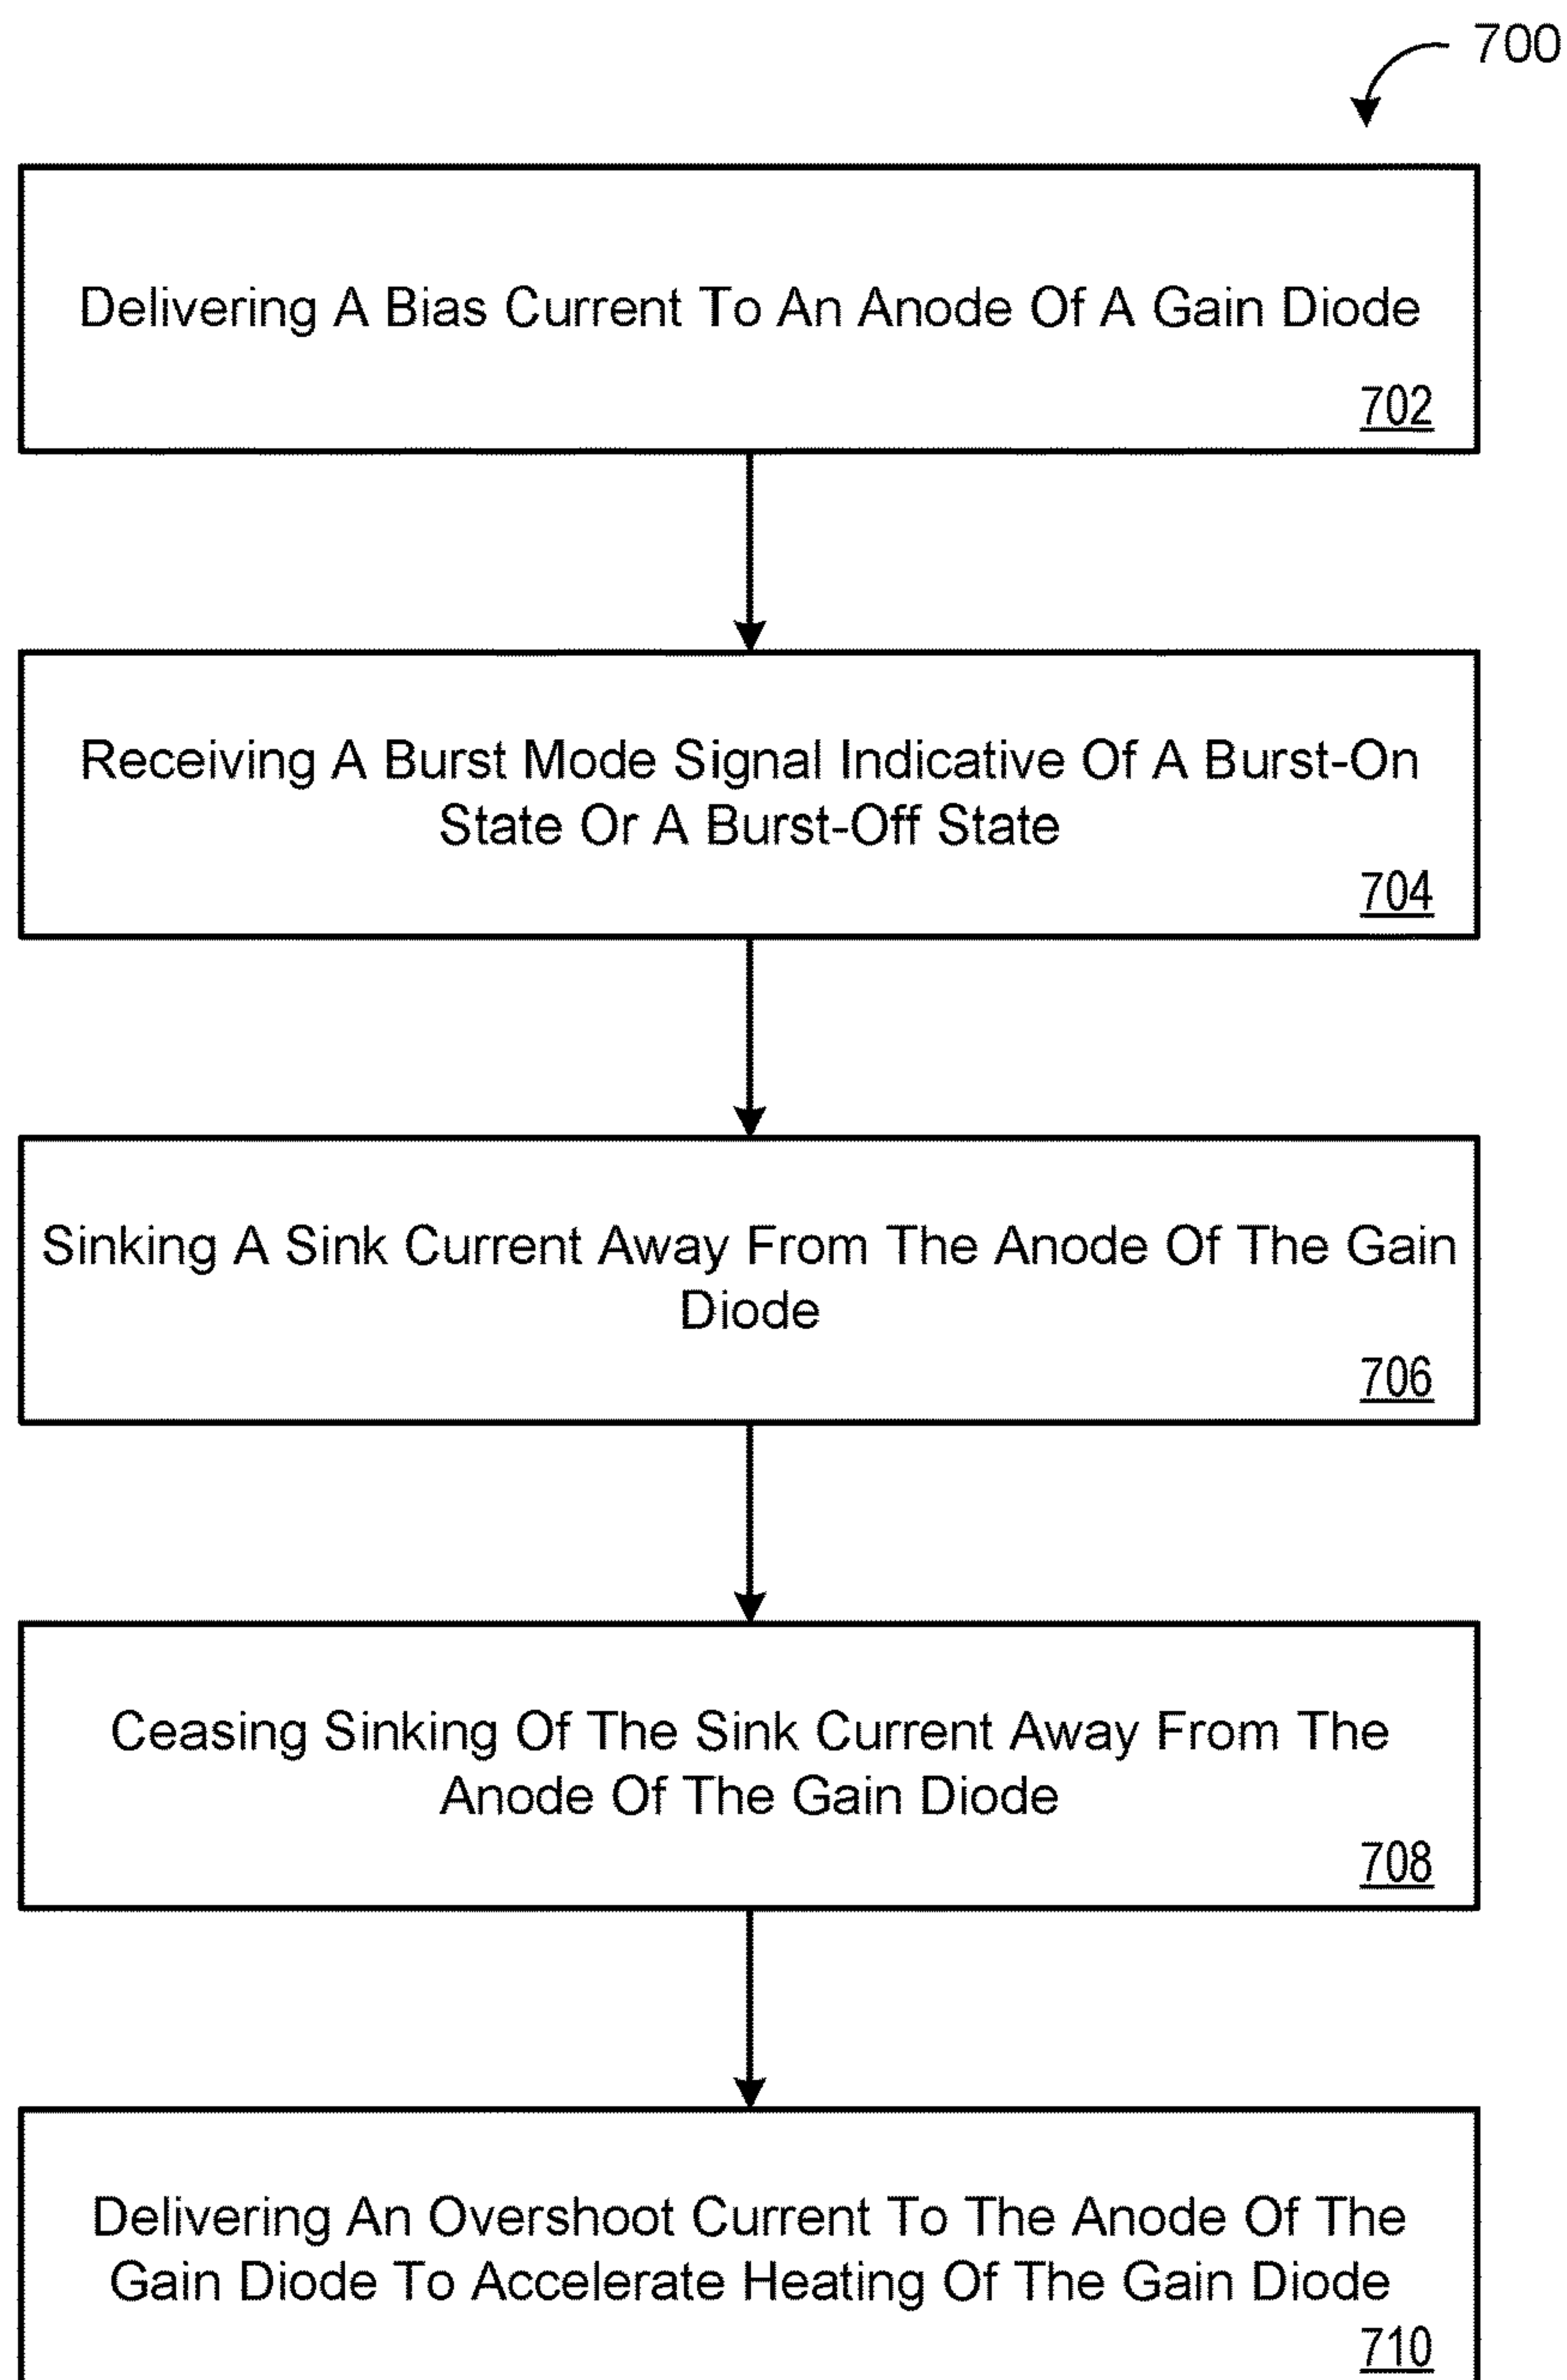 700
Delivering A Bias Current To An Anode Of A Gain Diode
702
Receiving A Burst Mode Signal Indicative Of A Burst-On
State Or A Burst-Off State
704
Sinking A Sink Current Away From The Anode Of The Gain
Diode
706
Ceasing Sinking Of The Sink Current Away From The
Anode Of The Gain Diode
708
Delivering An Overshoot Current To The Anode Of The
Gain Diode To Accelerate Heating Of The Gain Diode
710